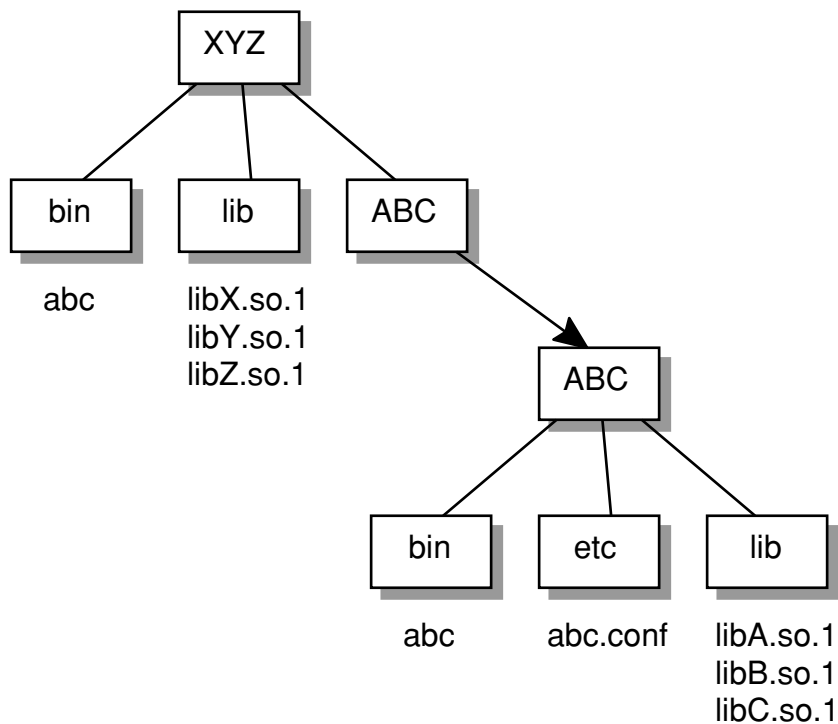 XYZ
bin
lib
ABC
abc
libX.so.1
libY.so.1
libZ.so.1
ABC
bin
etc
lib
abc
abc.conf
libA.so.1
libB.so.1
libC.so.1